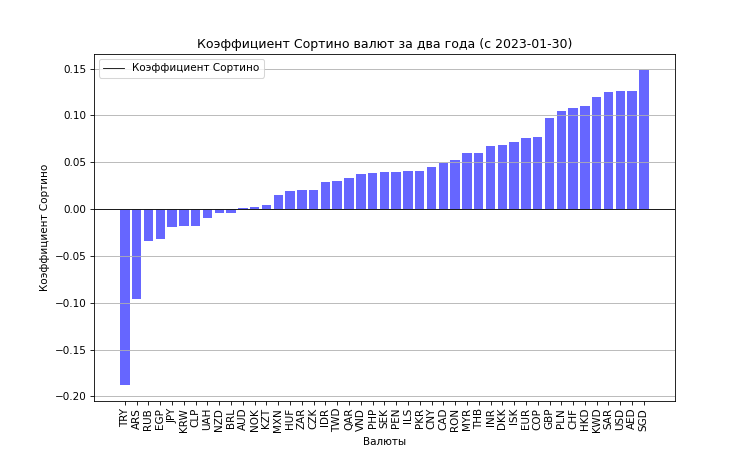 Коэффициент Сортино валют за два года (с 2023-01-30)
Коэффициент Сортино
0.15
0.10
0.05
0.00
−0.05
−0.10
−0.15
−0.20
Коэффициент Сортино
TRY ARS RUB EGP JPY KRW CLP UAH NZD BRL AUD NOK KZT MXN HUF ZAR CZK IDR TWD QAR VND PHP SEK PEN ILS PKR CNY CAD RON MYR THB INR DKK ISK EUR COP GBP PLN CHF HKD KWD SAR USD AED SGD
Валюты